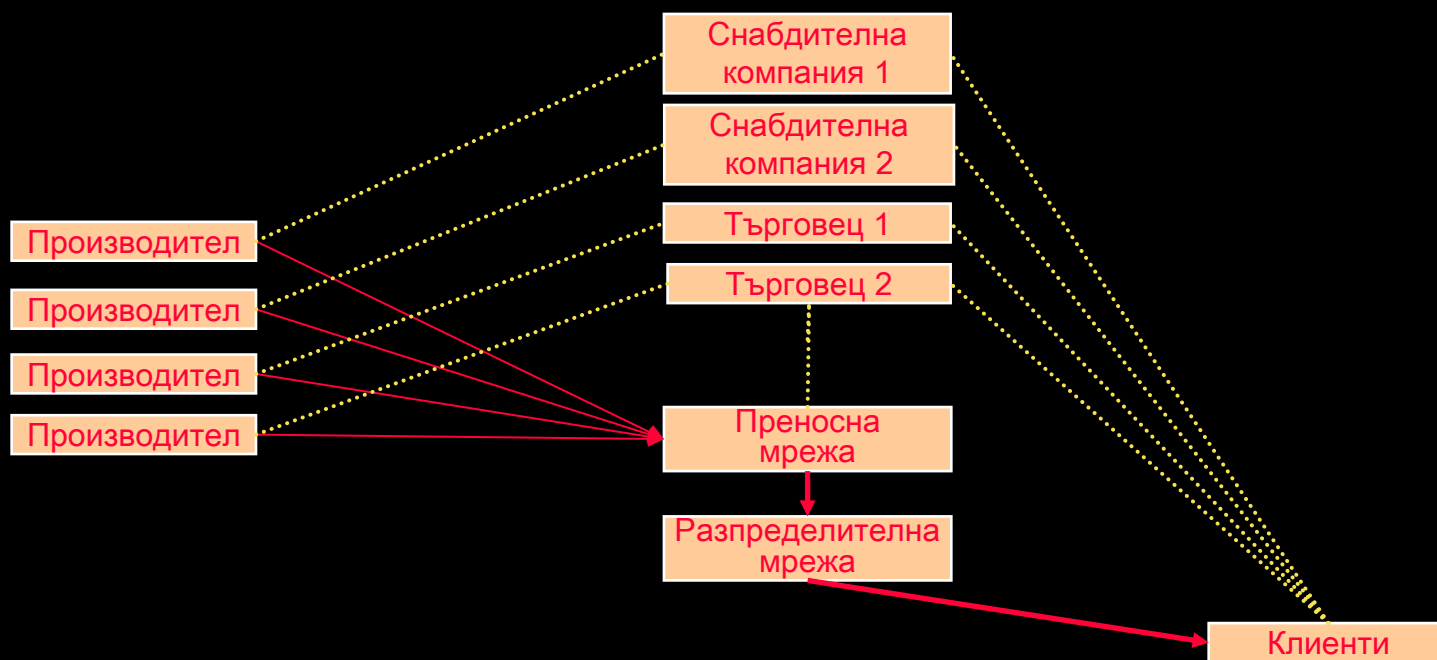 Снабдителна
компания 1
Снабдителна
компания 2
Търговец 1
Търговец 2
Производител
Производител
Производител
Производител
Преносна
мрежа
Разпределителна
мрежа
Клиенти